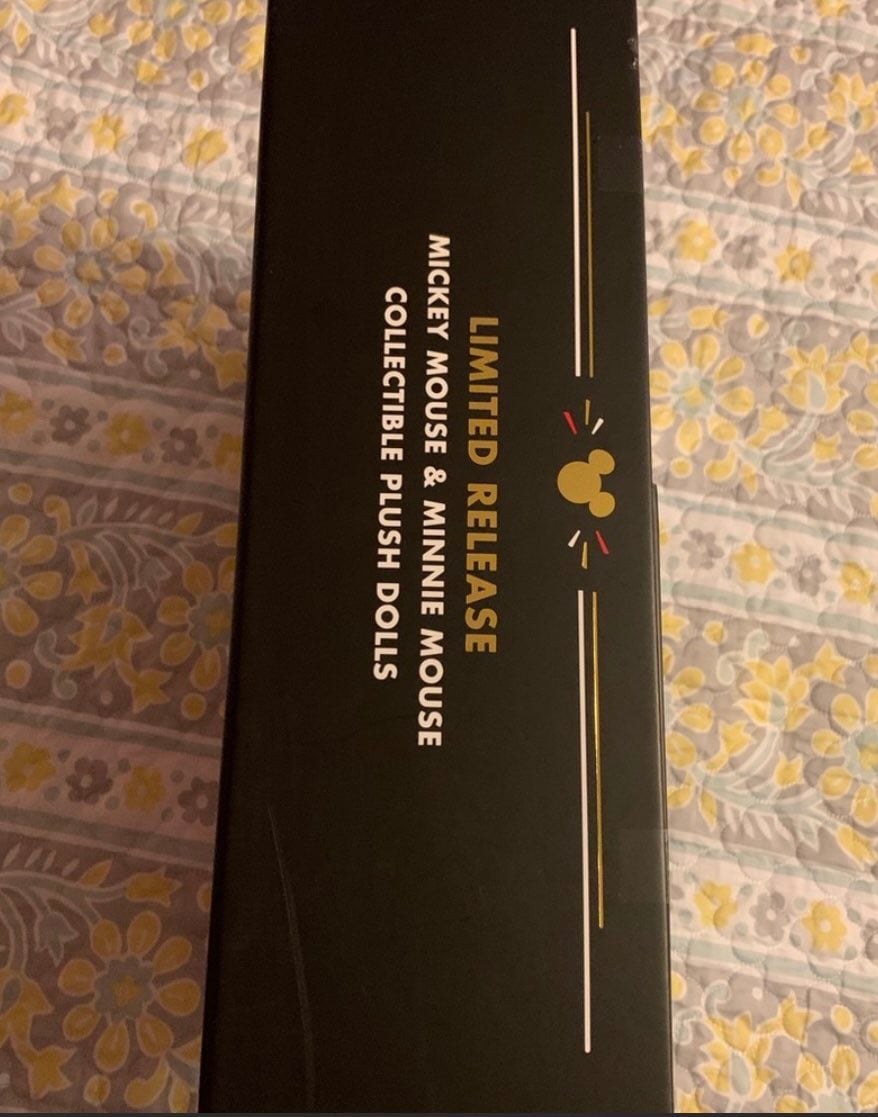 LIMITED RELEASE
MICKEY MOUSE & MINNIE MOUSE
COLLECTIBLE PLUSH DOLLS